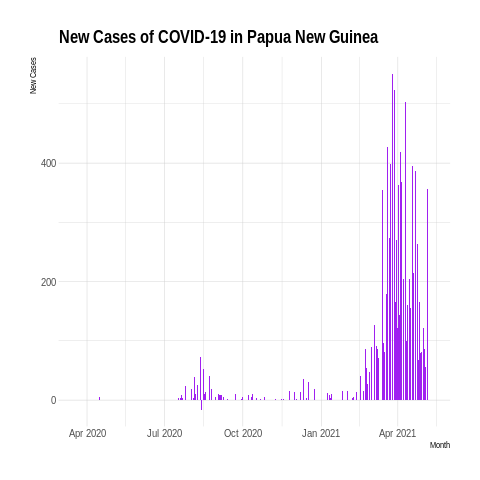 New Cases of COVID-19 in Papua New Guinea
New Cases
400
200
0
Apr 2020 Jul 2020 Oct 2020 Jan 2021 Apr 2021
Month